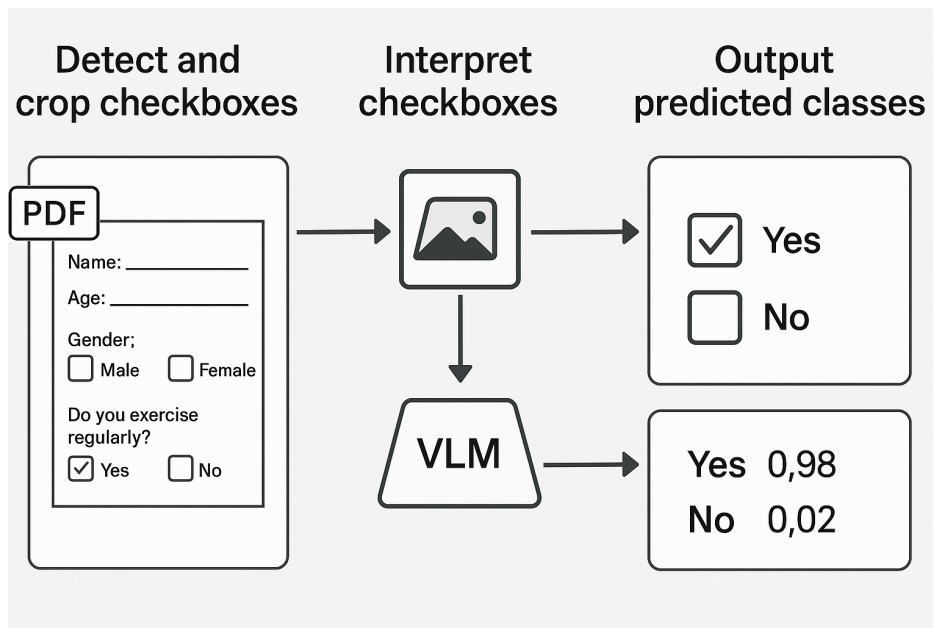 Detect and
crop checkboxes
Interpret
checkboxes
Output
predicted classes
PDF
Name:
Age:
Gender;
Male Female
Do you exercise
regularly?
Yes No
VLM
Yes
No
Yes 0,98
No 0,02